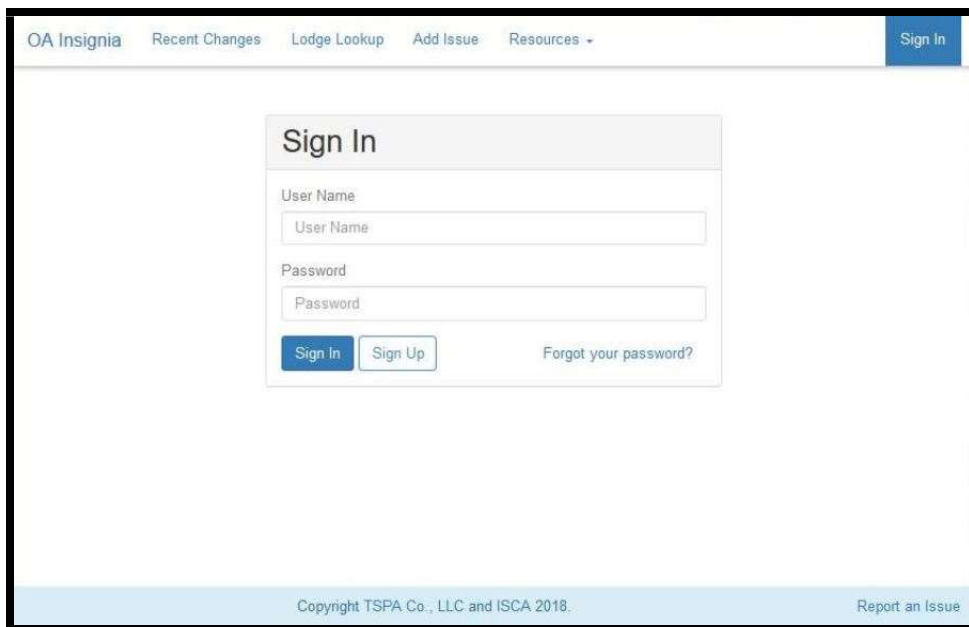 OA Insignia Recent Changes Lodge Lookup Add Issue Resources Sign In
Sign In
User Name
User Name
Password
Password
Sign In Sign Up Forgot your password?
Copyright TSPA Co., LLC and ISCA 2018. Report an Issue